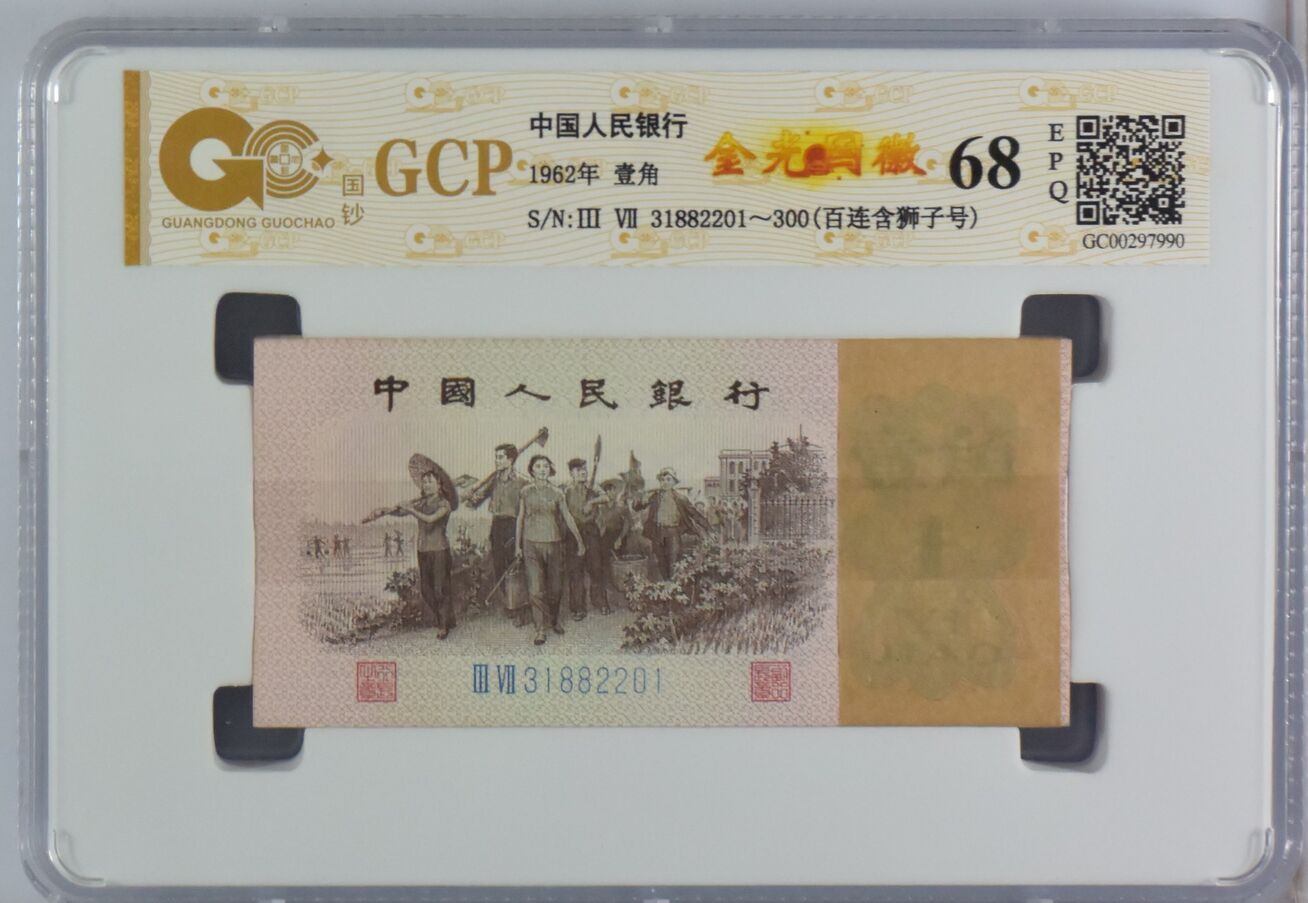 中国人民银行
GCP
1962年 壹角
金光国徽
68
EPQ
国钞
GUANGDONG GUOCHAO
S/N:Ⅲ Ⅶ 31882201～300(百连含狮子号)
GC00297990
中國人民銀行
Ⅲ Ⅶ 31882201